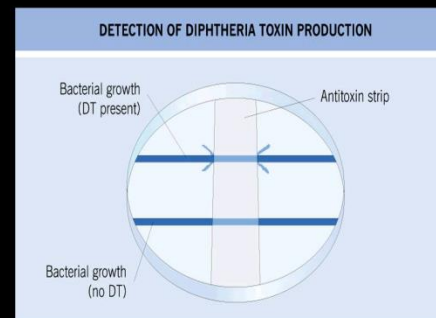 DETECTION OF DIPHTHERIA TOXIN PRODUCTION
Bacterial growth
(DT present)
Antitoxin strip
Bacterial growth
(no DT)